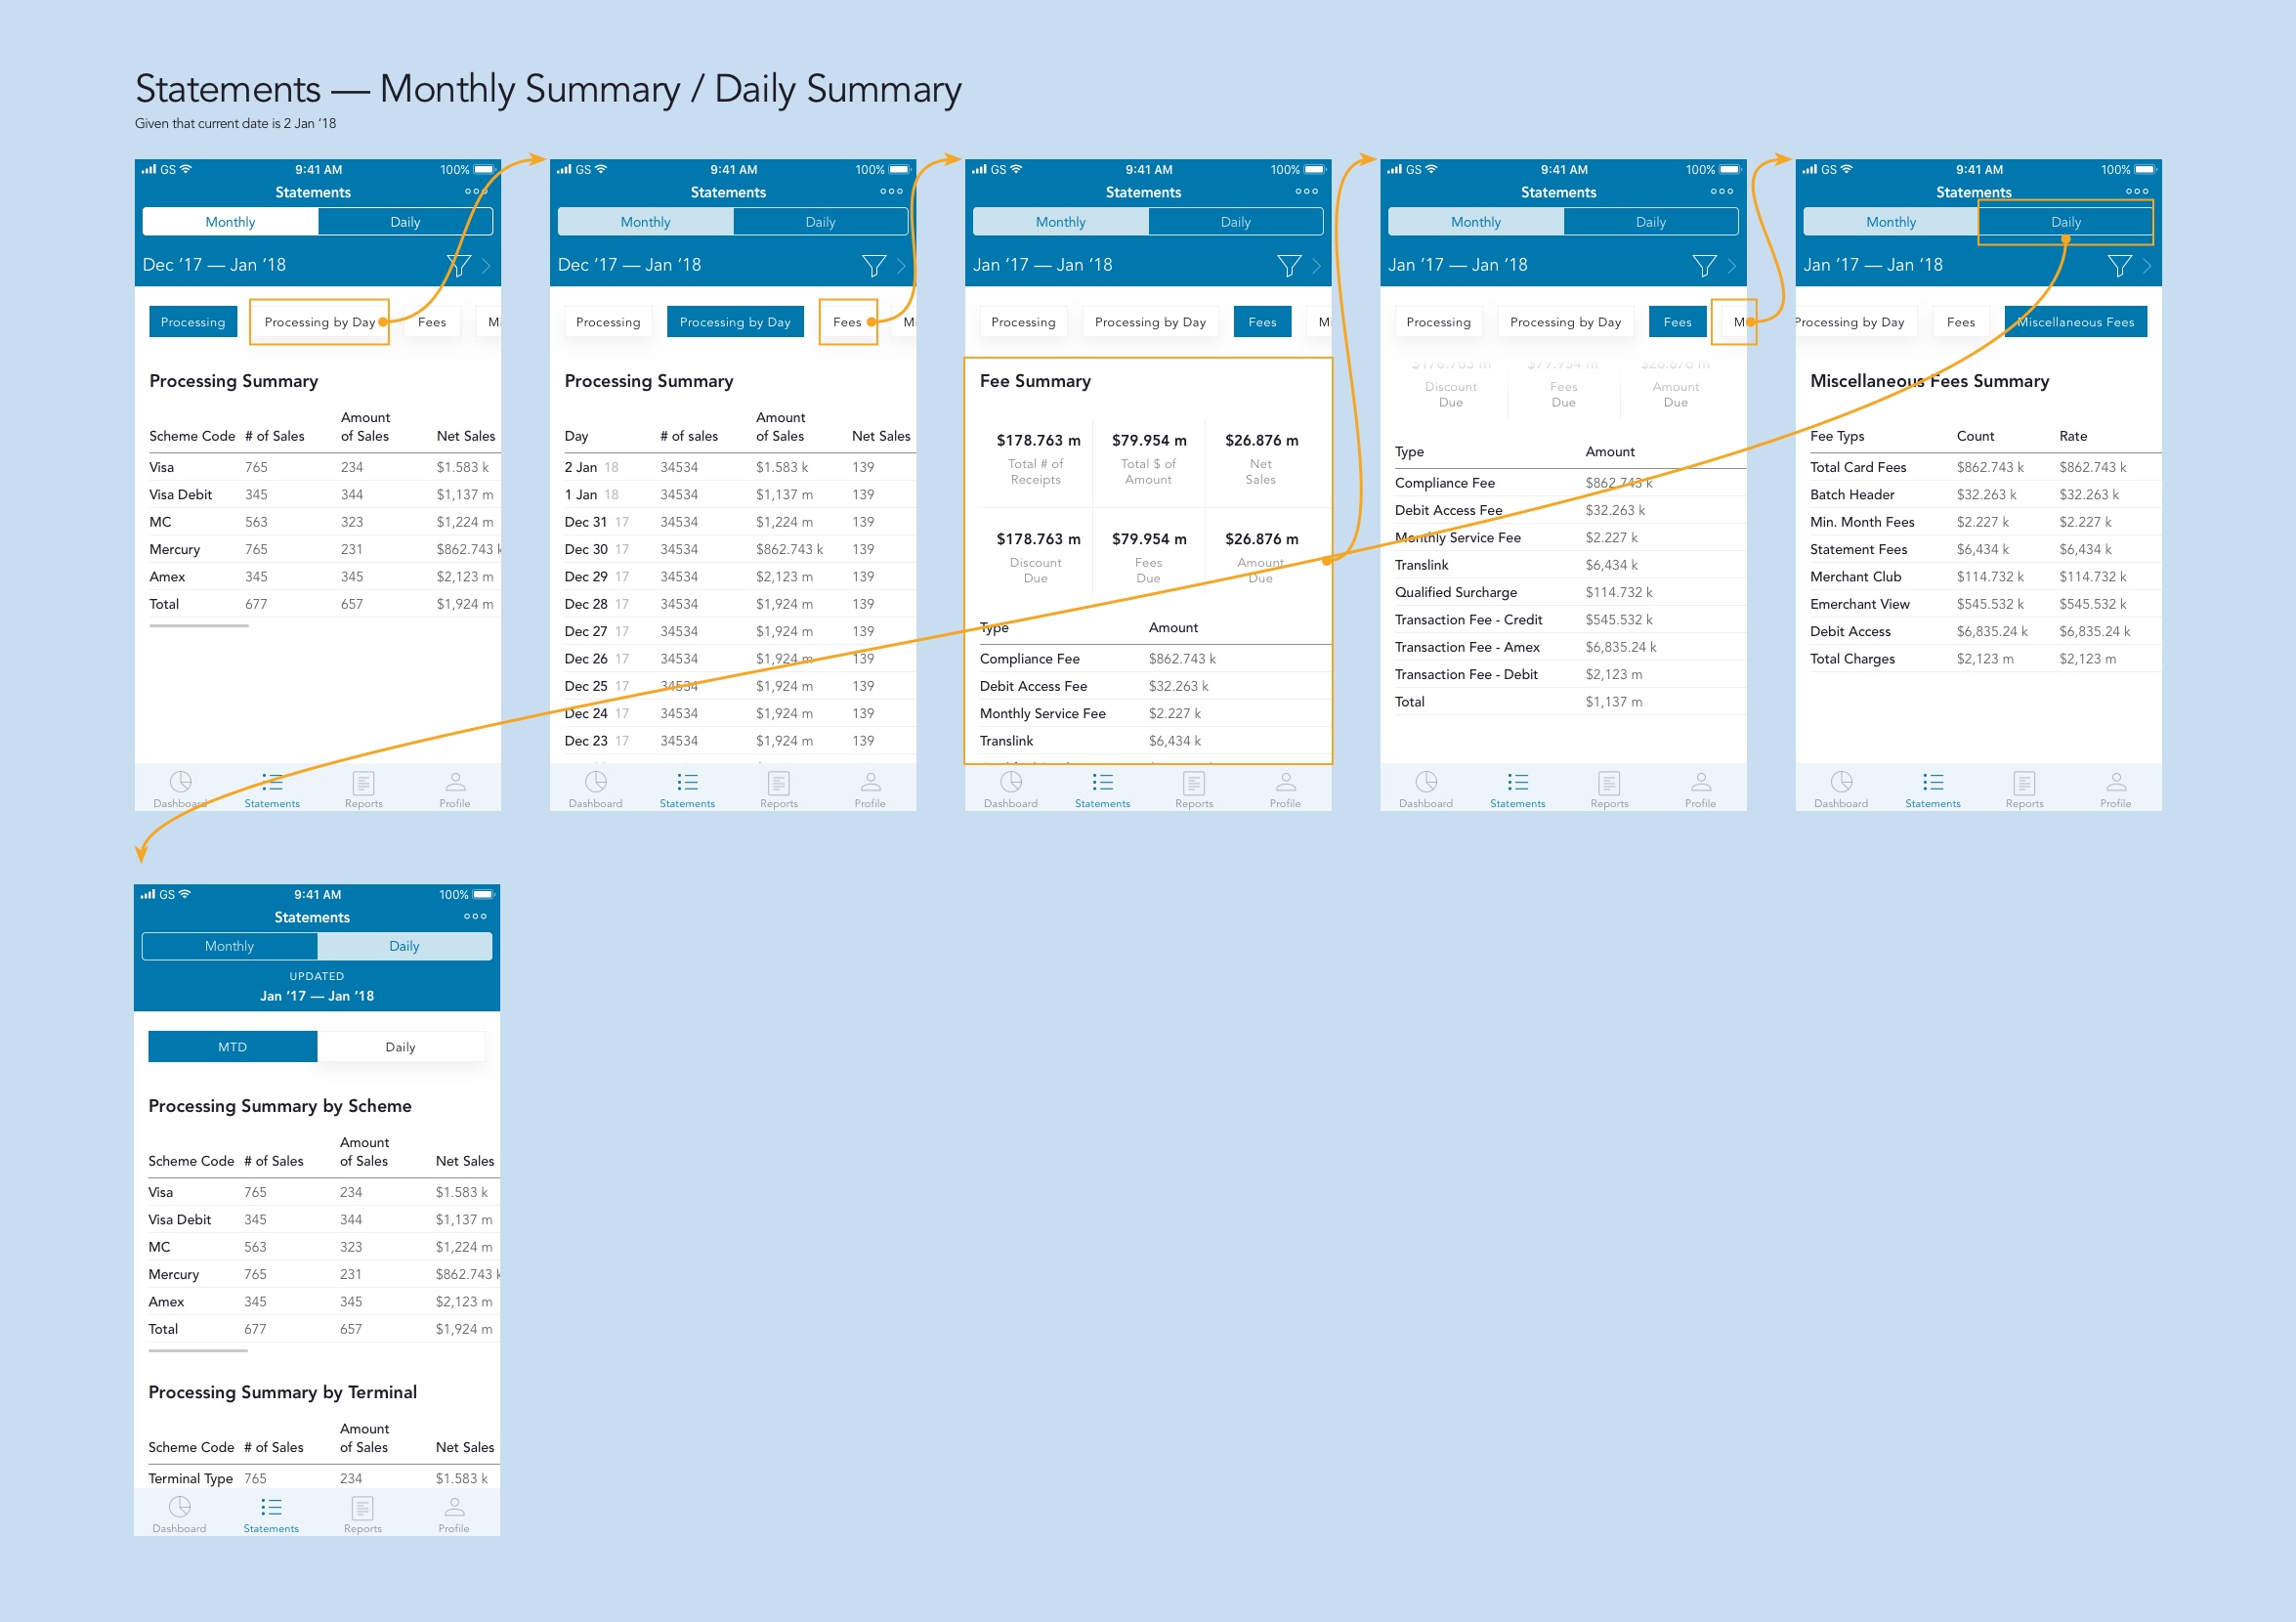 Statements — Monthly Summary / Daily Summary
Given that current date is 2 Jan ‘18
GS 9:41 AM 100%
Statements
Monthly Daily
Dec ’17 — Jan ’18
Processing Processing by Day Fees Mi
Processing Summary
Amount
Scheme Code # of Sales of Sales Net Sales
Visa 765 234 $1.583 k
Visa Debit 345 344 $1,137 m
MC 563 323 $1,224 m
Mercury 765 231 $862.743 k
Amex 345 345 $2,123 m
Total 677 657 $1,924 m
Dashboard Statements Reports Profile
GS 9:41 AM 100%
Statements
Monthly Daily
Dec ’17 — Jan ’18
Processing Processing by Day Fees Mi
Processing Summary
Amount
Day # of sales of Sales Net Sales
2 Jan 18 34534 $1.583 k 139
1 Jan 18 34534 $1,137 m 139
Dec 31 17 34534 $1,224 m 139
Dec 30 17 34534 $862.743 k 139
Dec 29 17 34534 $2,123 m 139
Dec 28 17 34534 $1,924 m 139
Dec 27 17 34534 $1,924 m 139
Dec 26 17 34534 $1,924 m 139
Dec 25 17 34534 $1,924 m 139
Dec 24 17 34534 $1,924 m 139
Dec 23 17 34534 $1,924 m 139
Dashboard Statements Reports Profile
GS 9:41 AM 100%
Statements
Monthly Daily
Jan ’17 — Jan ’18
Processing Processing by Day Fees Mi
Fee Summary
$178.763 m $79.954 m $26.876 m
Total # of Total $ of Net
Receipts Amount Sales
$178.763 m $79.954 m $26.876 m
Discount Fees Amount
Due Due Due
Type Amount
Compliance Fee $862.743 k
Debit Access Fee $32.263 k
Monthly Service Fee $2.227 k
Translink $6,434 k
Dashboard Statements Reports Profile
GS 9:41 AM 100%
Statements
Monthly Daily
Jan ’17 — Jan ’18
Processing Processing by Day Fees M
$178.763 m $79.954 m $26.876 m
Discount Fees Amount
Due Due Due
Type Amount
Compliance Fee $862.743 k
Debit Access Fee $32.263 k
Monthly Service Fee $2.227 k
Translink $6,434 k
Qualified Surcharge $114.732 k
Transaction Fee - Credit $545.532 k
Transaction Fee - Amex $6,835.24 k
Transaction Fee - Debit $2,123 m
Total $1,137 m
Dashboard Statements Reports Profile
GS 9:41 AM 100%
Statements
Monthly Daily
Jan ’17 — Jan ’18
Processing by Day Fees Miscellaneous Fees
Miscellaneous Fees Summary
Fee Typs Count Rate
Total Card Fees $862.743 k $862.743 k
Batch Header $32.263 k $32.263 k
Min. Month Fees $2.227 k $2.227 k
Statement Fees $6,434 k $6,434 k
Merchant Club $114.732 k $114.732 k
Emerchant View $545.532 k $545.532 k
Debit Access $6,835.24 k $6,835.24 k
Total Charges $2,123 m $2,123 m
Dashboard Statements Reports Profile
GS 9:41 AM 100%
Statements
Monthly Daily
UPDATED
Jan ’17 — Jan ’18
MTD Daily
Processing Summary by Scheme
Amount
Scheme Code # of Sales of Sales Net Sales
Visa 765 234 $1.583 k
Visa Debit 345 344 $1,137 m
MC 563 323 $1,224 m
Mercury 765 231 $862.743 k
Amex 345 345 $2,123 m
Total 677 657 $1,924 m
Processing Summary by Terminal
Amount
Scheme Code # of Sales of Sales Net Sales
Terminal Type 765 234 $1.583 k
Dashboard Statements Reports Profile